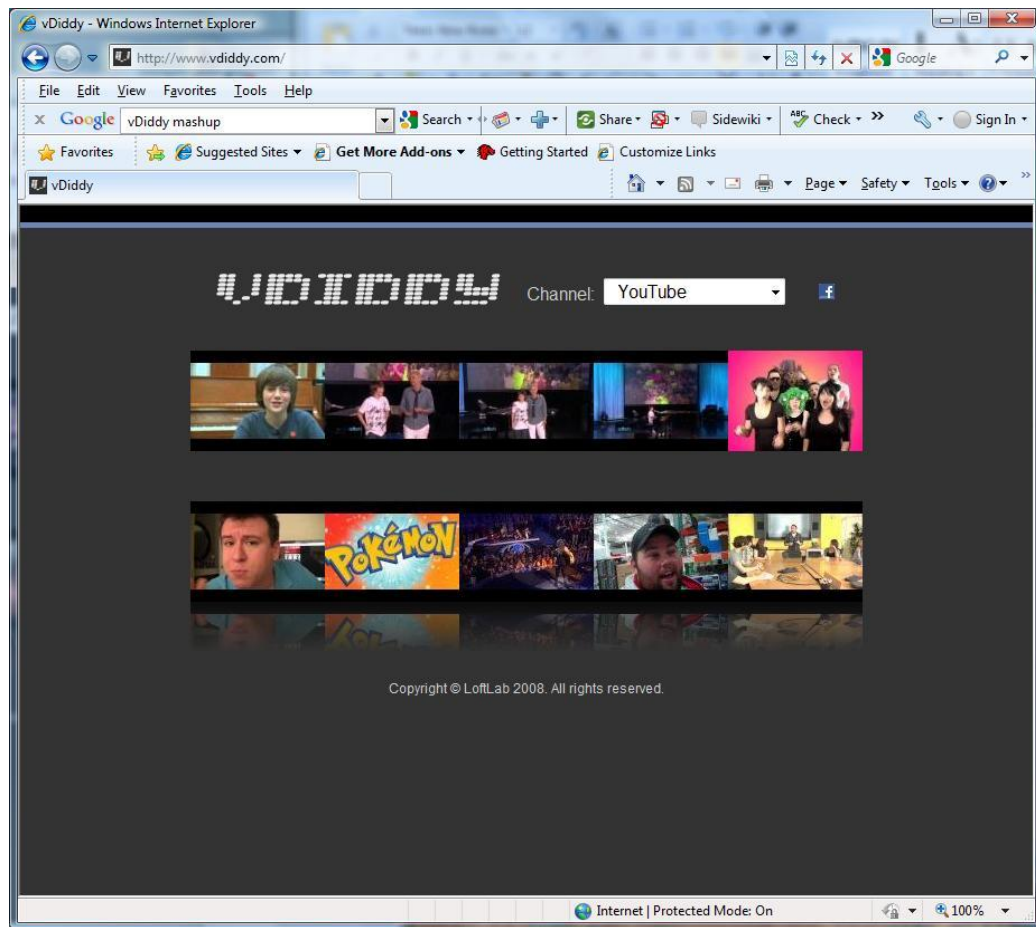 vDiddy - Windows Internet Explorer
http://www.vdiddy.com/
Google
File Edit View Favorites Tools Help
x Google vDiddy mashup Search Share Sidewiki ABC Check >> Sign In
Favorites Suggested Sites Get More Add-ons Getting Started Customize Links
vDiddy Page Safety Tools >>
VDIDDY Channel: YouTube f
POKéMON
Copyright © LoftLab 2008. All rights reserved.
Internet | Protected Mode: On 100%